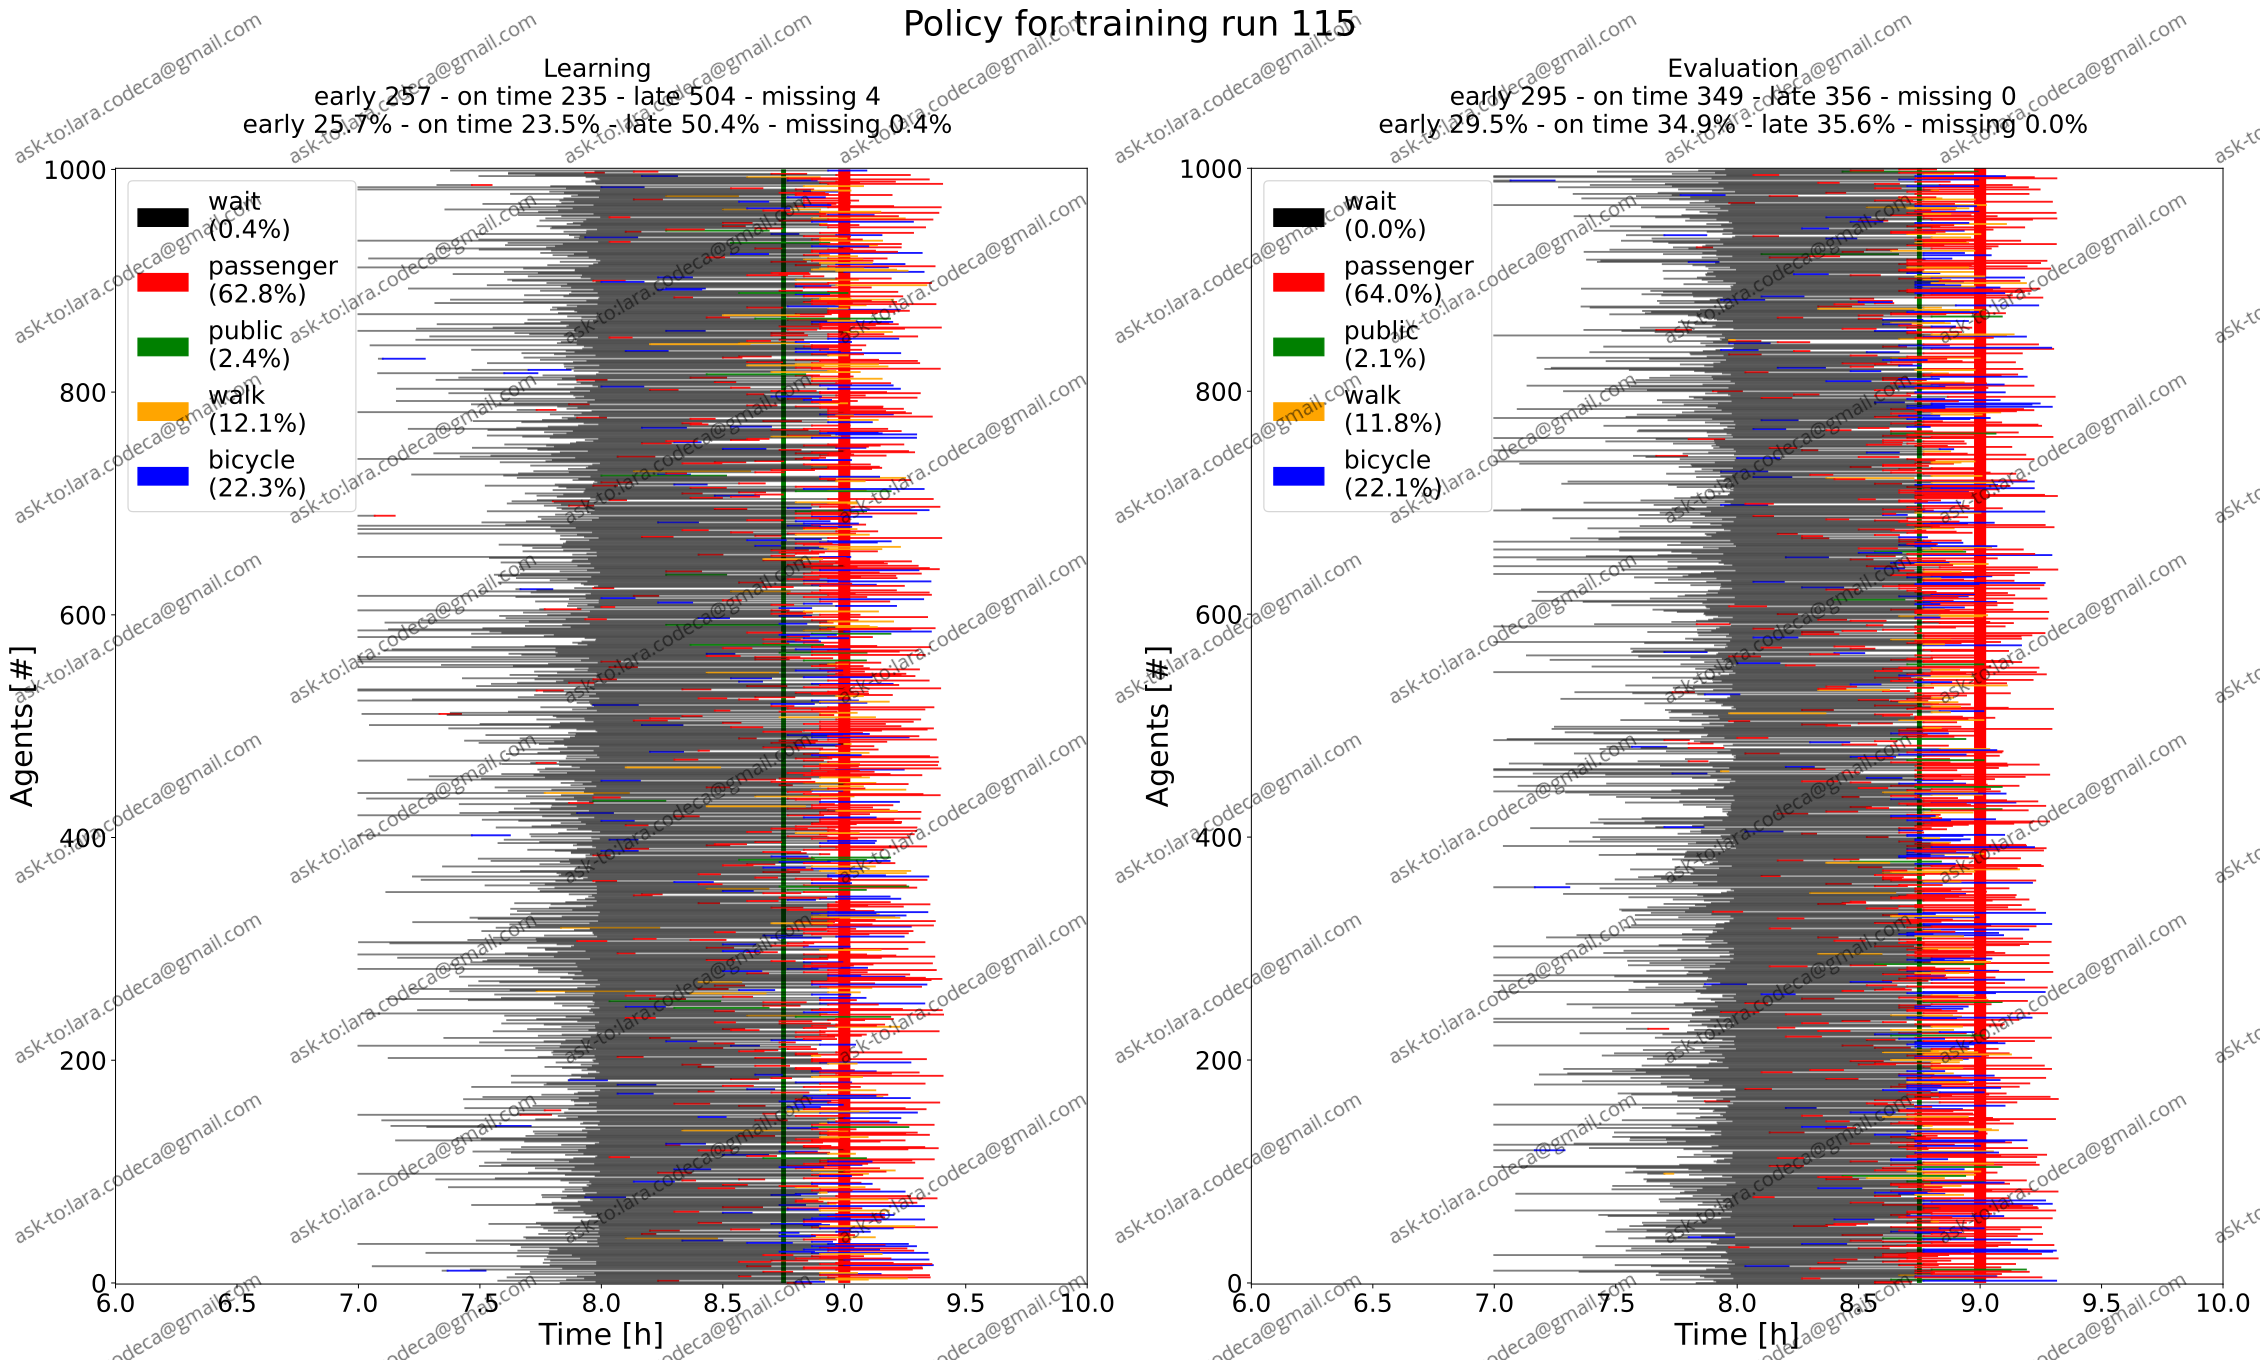 Policy for training run 115
Learning
early 257 - on time 235 - late 504 - missing 4
early 25.7% - on time 23.5% - late 50.4% - missing 0.4%
Evaluation
early 295 - on time 349 - late 356 - missing 0
early 29.5% - on time 34.9% - late 35.6% - missing 0.0%
1000
800
600
400
200
0
Agents [#]
wait
(0.4%)
passenger
(62.8%)
public
(2.4%)
walk
(12.1%)
bicycle
(22.3%)
6.0 6.5 7.0 7.5 8.0 8.5 9.0 9.5 10.0
Time [h]
1000
800
600
400
200
0
Agents [#]
wait
(0.0%)
passenger
(64.0%)
public
(2.1%)
walk
(11.8%)
bicycle
(22.1%)
6.0 6.5 7.0 7.5 8.0 8.5 9.0 9.5 10.0
Time [h]
ask-to:lara.codeca@gmail.com